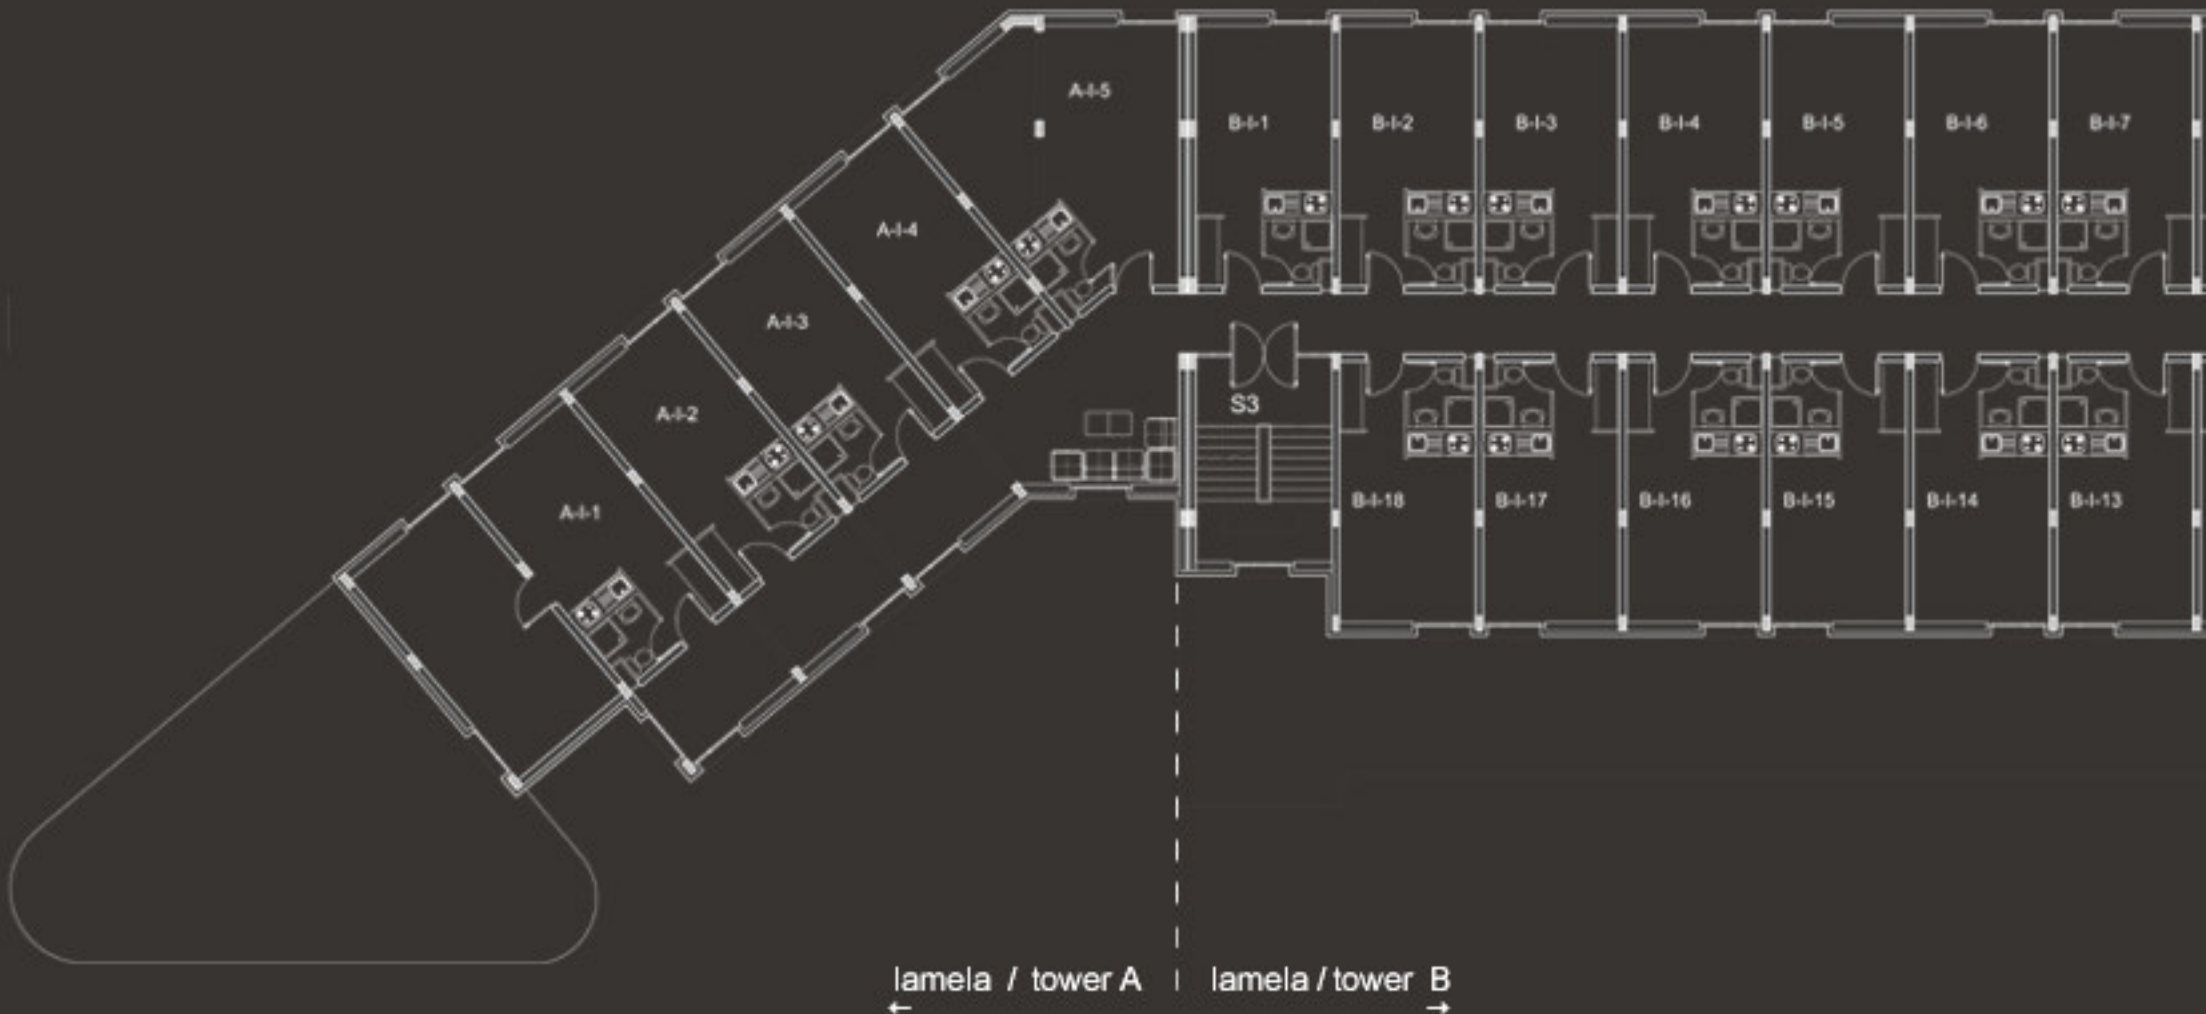 A-I-5
B-I-1 B-I-2 B-I-3 B-I-4 B-I-5 B-I-6 B-I-7
A-I-4
A-I-3
A-I-2
S3
A-I-1
B-I-18 B-I-17 B-I-16 B-I-15 B-I-14 B-I-13
lamela / tower A
lamela / tower B